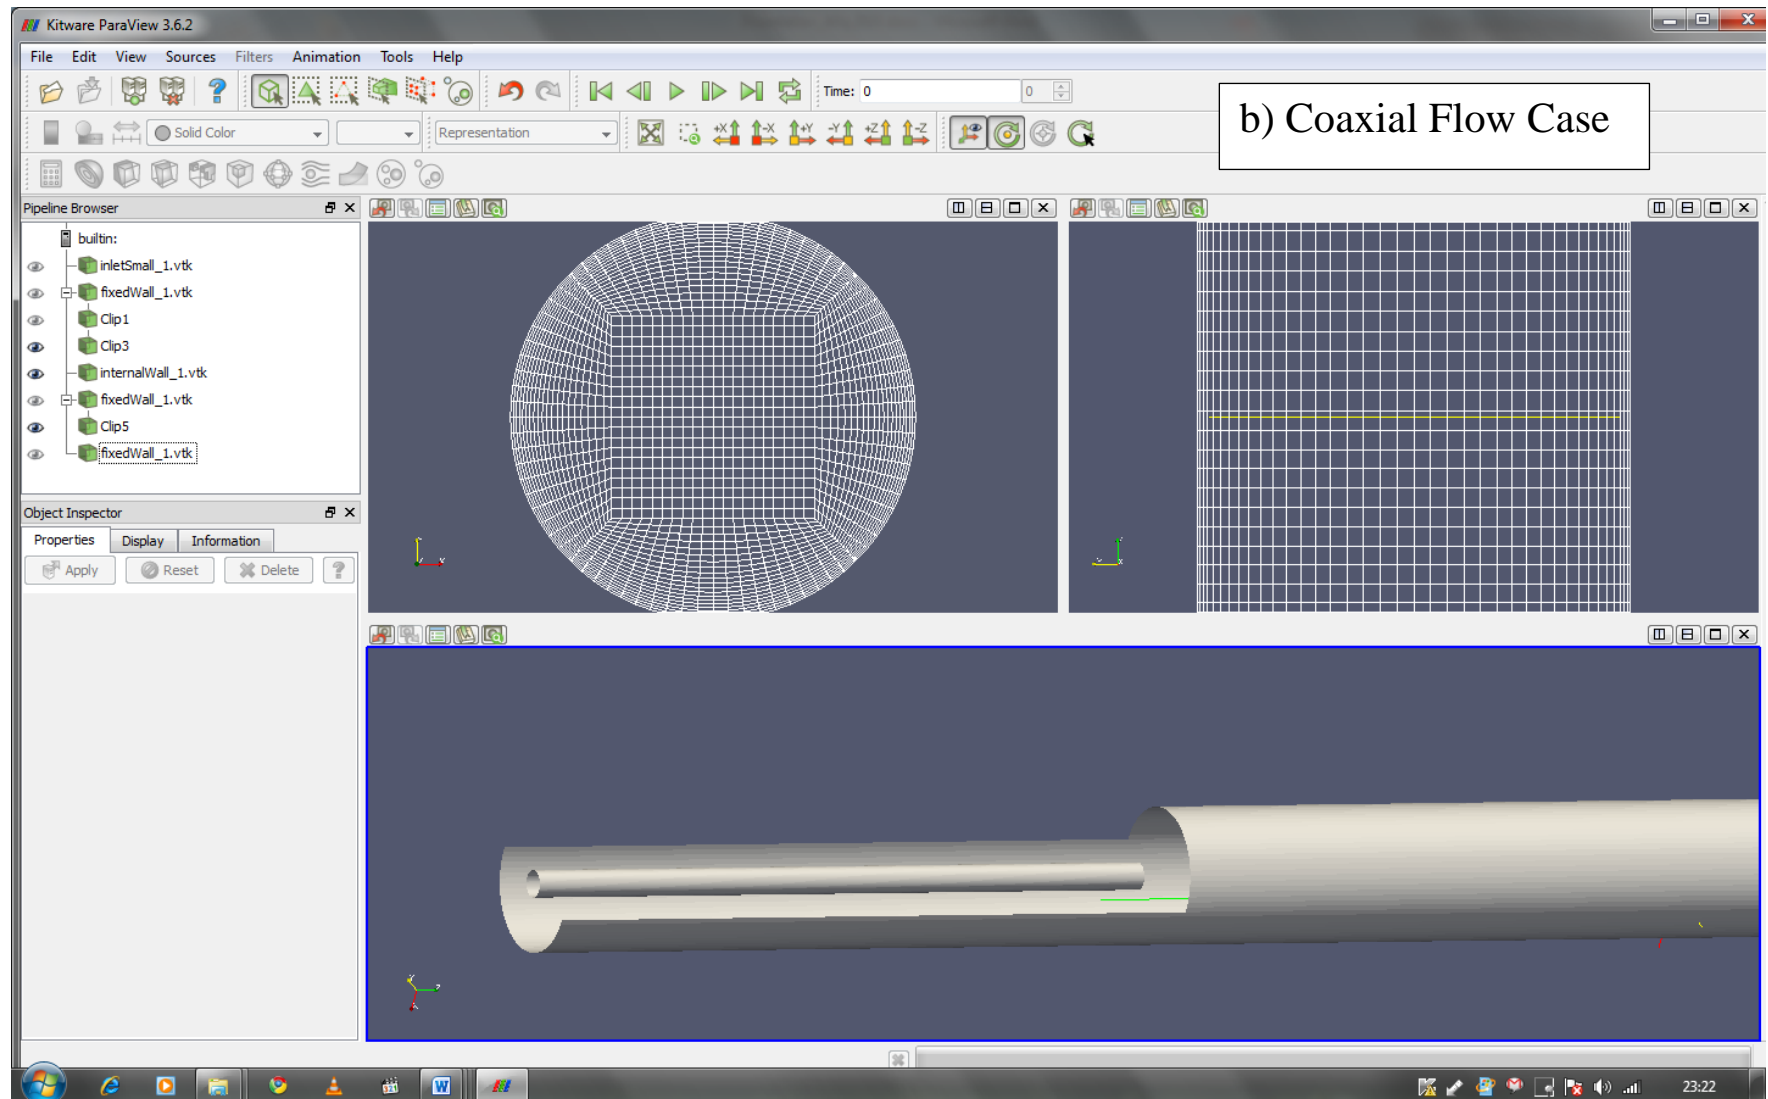 Kitware ParaView 3.6.2
File Edit View Sources Filters Animation Tools Help
Time: 0 0
b) Coaxial Flow Case
Solid Color Representation
+X -X +Y -Y +Z -Z
Pipeline Browser
builtin:
inletSmall_1.vtk
fixedWall_1.vtk
Clip1
Clip3
internalWall_1.vtk
fixedWall_1.vtk
Clip5
fixedWall_1.vtk
Object Inspector
Properties Display Information
Apply Reset Delete ?
23:22